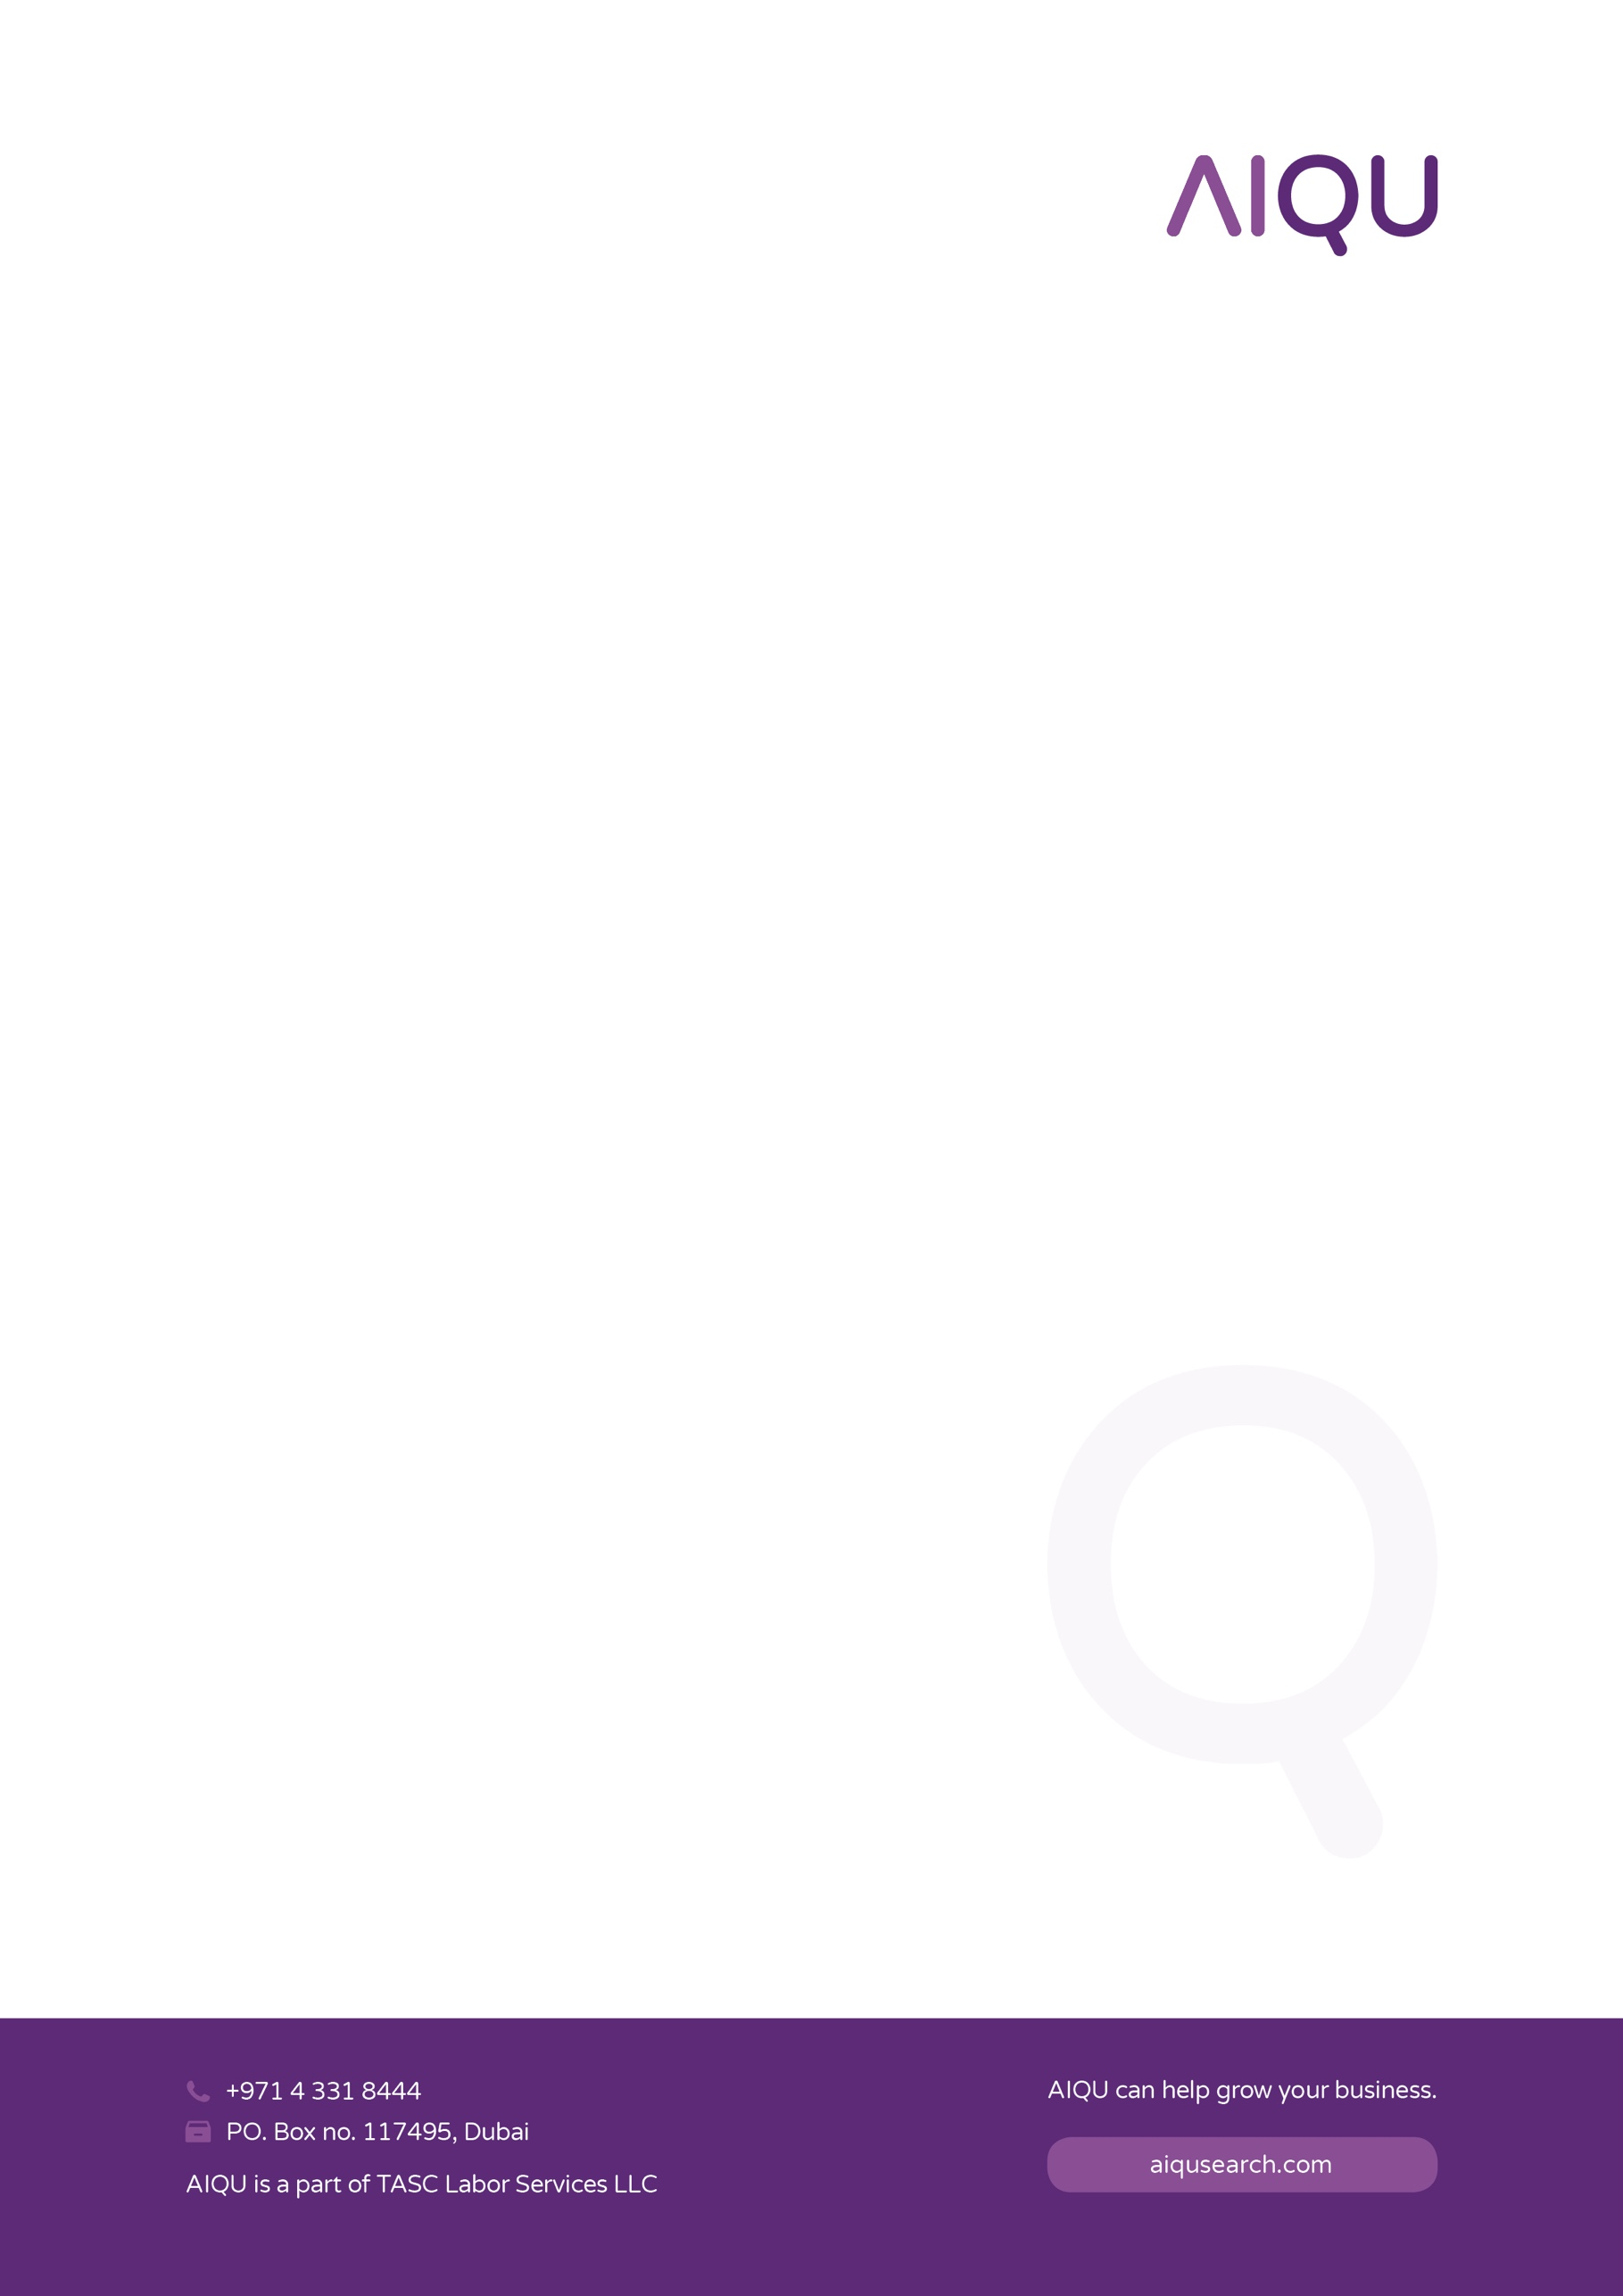 AIQU
+971 4 331 8444
PO. Box no. 117495, Dubai
AIQU is a part of TASC Labor Services LLC
AIQU can help grow your business.
aiqusearch.com
Q